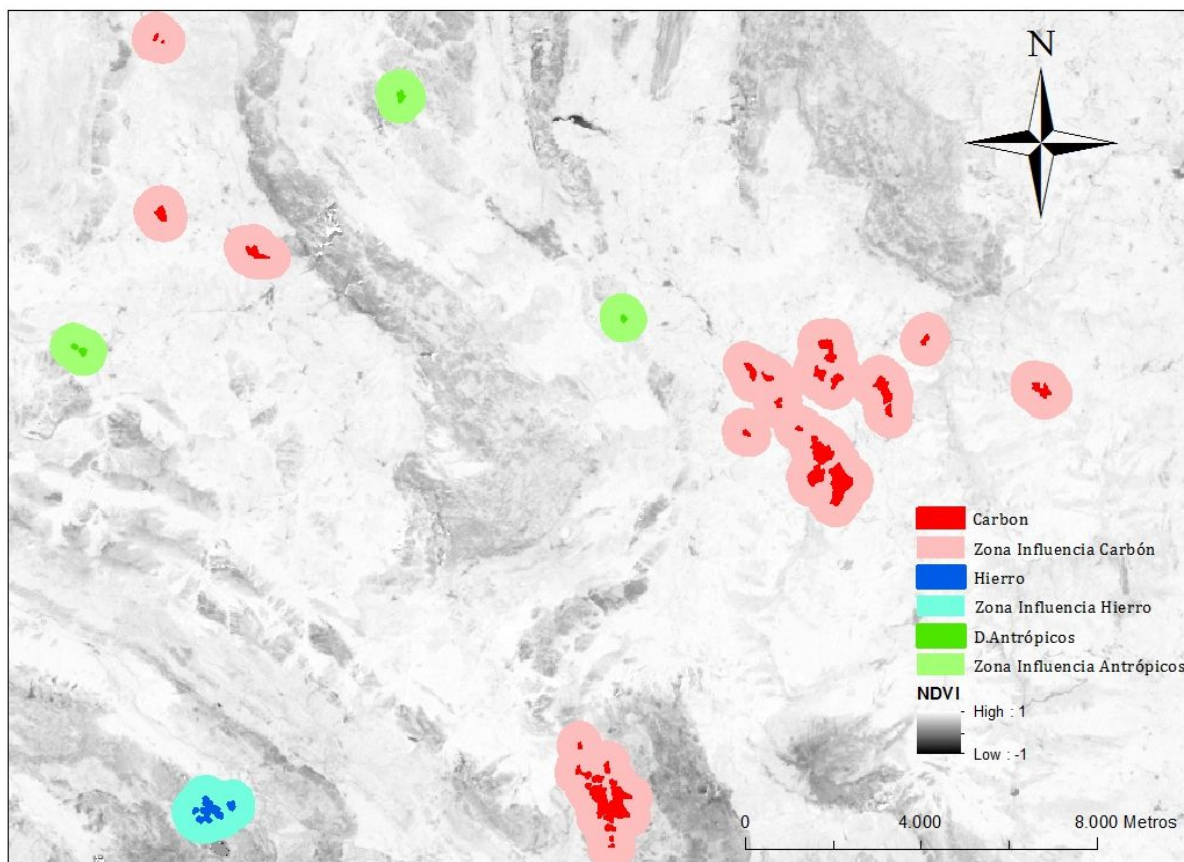 N
Carbon
Zona Influencia Carbón
Hierro
Zona Influencia Hierro
D.Antrópicos
Zona Influencia Antrópicos
NDVI
High : 1
Low : -1
0 4.000 8.000 Metros